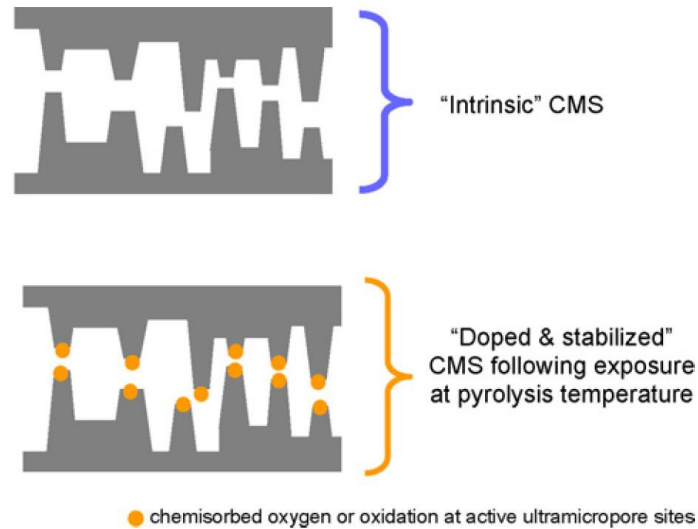 “Intrinsic” CMS
“Doped & stabilized”
CMS following exposure
at pyrolysis temperature
chemisorbed oxygen or oxidation at active ultramicropore sites